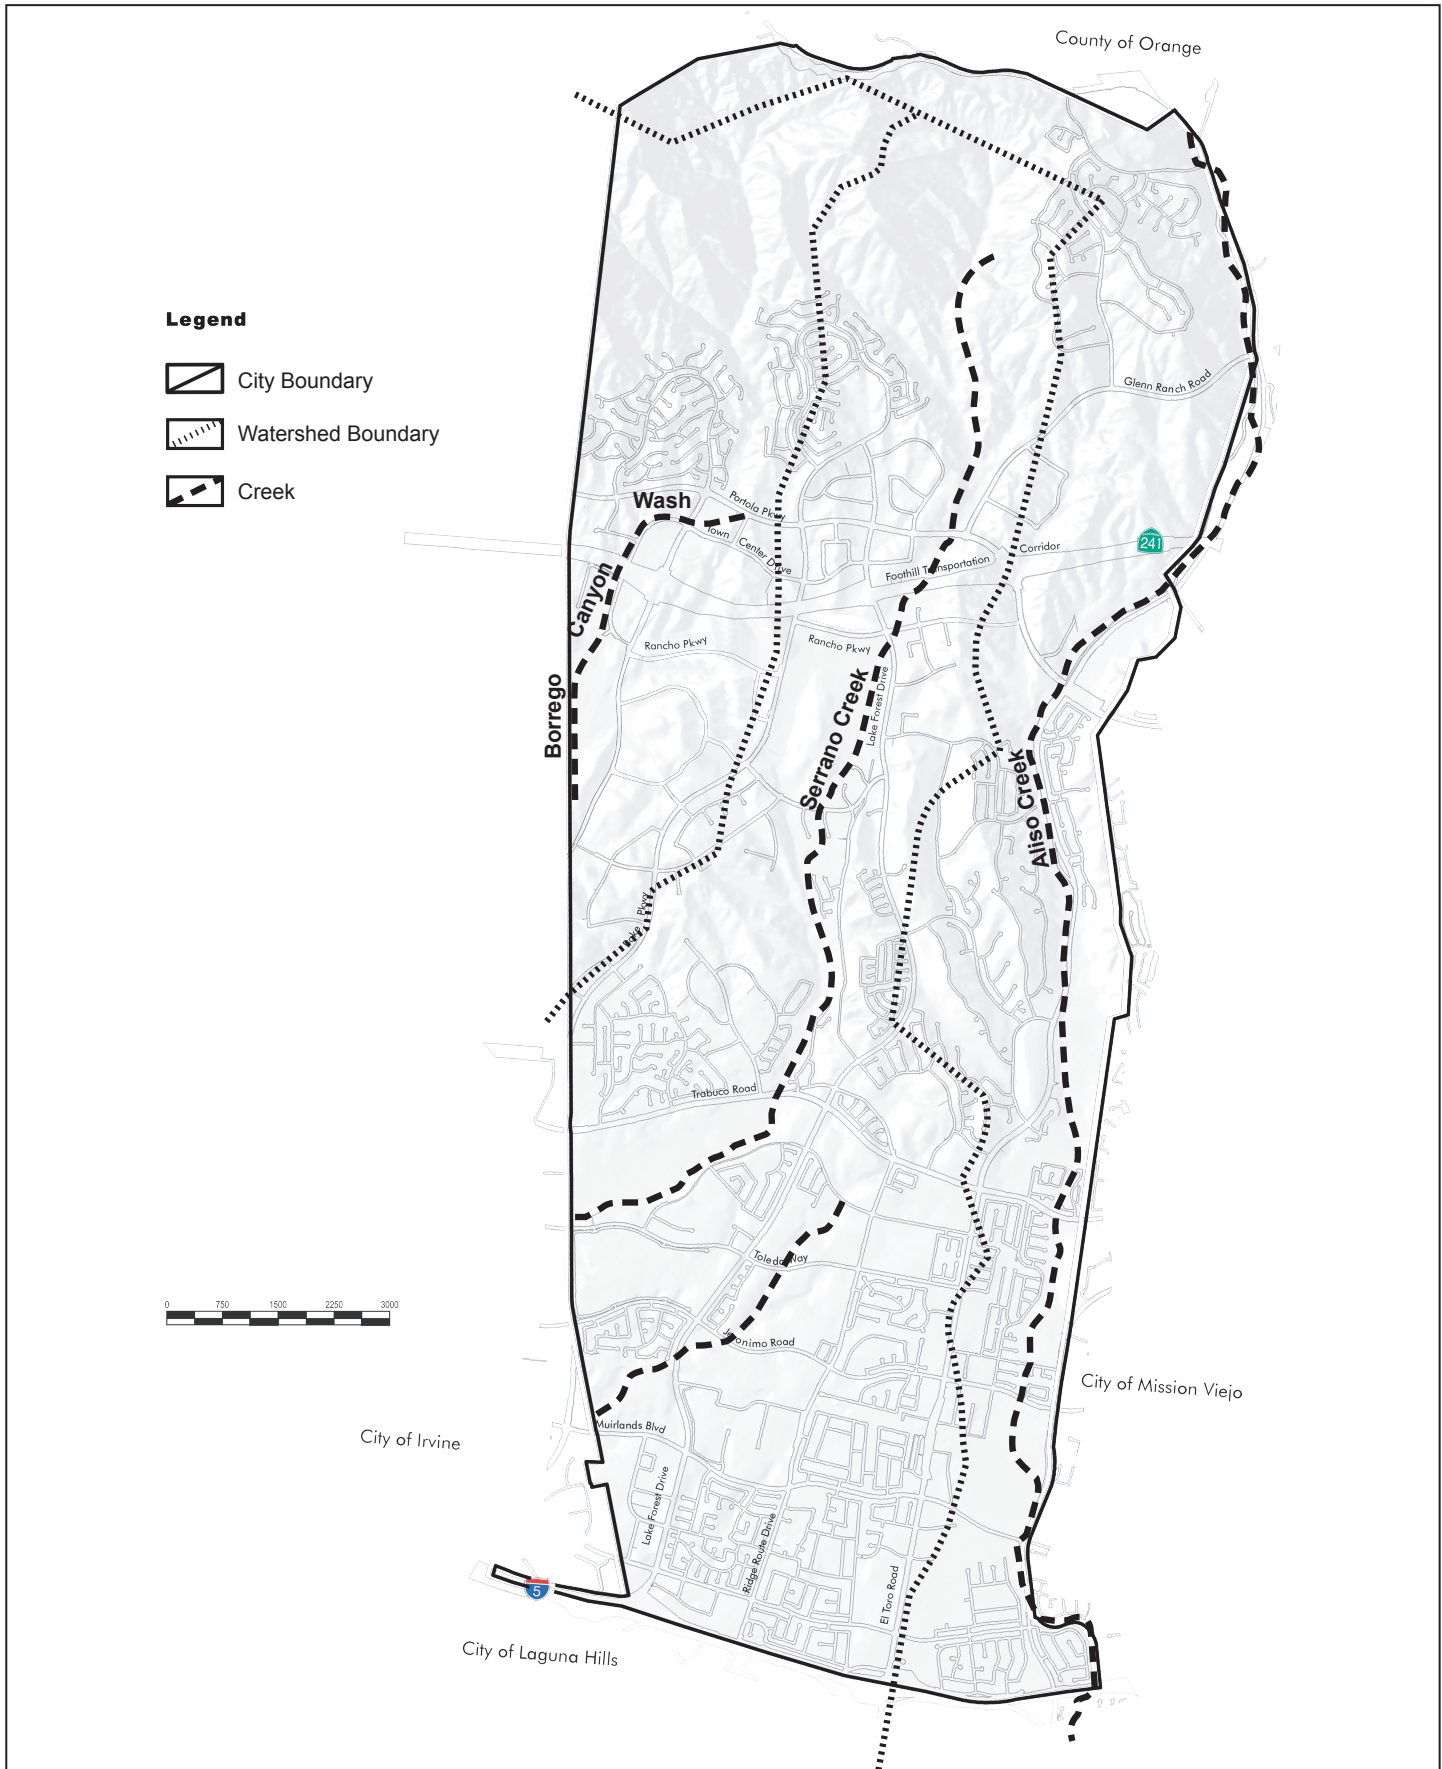 County of Orange
Legend
City Boundary
Watershed Boundary
Creek
Glenn Ranch Road
Wash
Portola Pkwy
Town Center Drive
Corridor
241
Foothill Transportation
Canyon
Rancho Pkwy
Rancho Pkwy
Borrego
Serrano Creek
Lake Forest Drive
Aliso Creek
Pkwy
Trabuco Road
Toledo Way
0 750 1500 2250 3000
Jeronimo Road
City of Mission Viejo
Muirlands Blvd
City of Irvine
Lake Forest Drive
Ridge Route Drive
El Toro Road
5
City of Laguna Hills